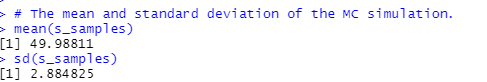 > # The mean and standard deviation of the MC simulation.
> mean(s_samples)
[1] 49.98811
> sd(s_samples)
[1] 2.884825